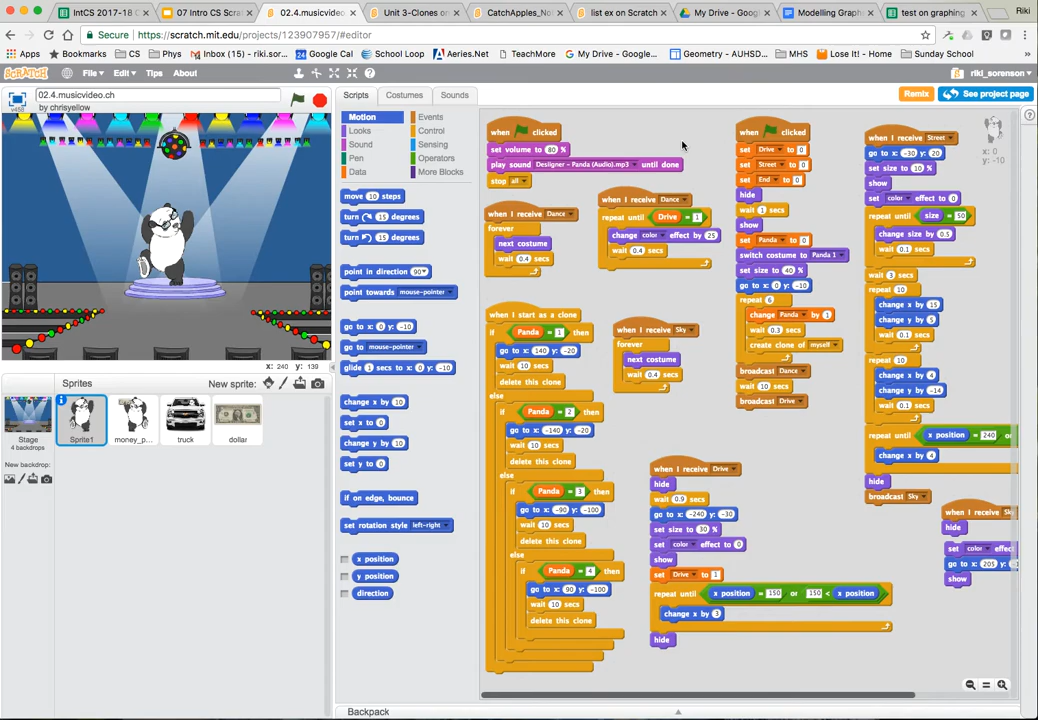 IntCS 2017-18 C
07 Intro CS Scra
02.4.musicvideo.
Unit 3-Clones or
CatchApples_No
list ex on Scratch
My Drive - Goog
Modelling Graph
test on graphing
Riki
Secure
https://scratch.mit.edu/projects/123907957/#editor
Apps
Bookmarks
CS
Phys
Inbox (15) - riki.sor...
Google Cal
School Loop
Aeries.Net
TeachMore
My Drive - Google...
Geometry - AUHSD...
MHS
Lose It! - Home
Sunday School
SCRATCH
File
Edit
Tips
About
riki_sorenson
02.4.musicvideo.ch
by chrisyellow
v458
Scripts
Costumes
Sounds
Remix
See project page
Motion
Looks
Sound
Pen
Data
Events
Control
Sensing
Operators
More Blocks
move 10 steps
turn 15 degrees
turn 15 degrees
point in direction 90
point towards mouse-pointer
go to x: 0 y: -10
go to mouse-pointer
glide 1 secs to x: 0 y: -10
change x by 10
set x to 0
change y by 10
set y to 0
if on edge, bounce
set rotation style left-right
x position
y position
direction
x: 240 y: 139
Sprites
New sprite:
Stage
4 backdrops
New backdrop:
Sprite1
money_p...
truck
dollar
when clicked
set volume to 80 %
play sound Desiigner - Panda (Audio).mp3 until done
stop all
when I receive Dance
forever
next costume
wait 0.4 secs
when I receive Dance
repeat until Drive = 1
change color effect by 25
wait 0.4 secs
when I start as a clone
if Panda = 1 then
go to x: 140 y: -20
wait 10 secs
delete this clone
else
if Panda = 2 then
go to x: -140 y: -20
wait 10 secs
delete this clone
else
if Panda = 3 then
go to x: -90 y: -100
wait 10 secs
delete this clone
else
if Panda = 4 then
go to x: 90 y: -100
wait 10 secs
delete this clone
when I receive Sky
forever
next costume
wait 0.4 secs
when I receive Drive
hide
wait 0.9 secs
go to x: -240 y: -30
set size to 30 %
set color effect to 0
show
set Drive to 1
repeat until x position = 150 or 150 < x position
change x by 3
hide
when clicked
set Drive to 0
set Street to 0
set End to 0
hide
wait 1 secs
show
set Panda to 0
switch costume to Panda 1
set size to 40 %
go to x: 0 y: -10
repeat 6
change Panda by 1
wait 0.3 secs
create clone of myself
broadcast Dance
wait 10 secs
broadcast Drive
when I receive Street
go to x: -30 y: 20
set size to 10 %
show
set color effect to 0
repeat until size = 50
change size by 0.5
wait 0.1 secs
wait 3 secs
repeat 10
change x by 15
change y by 5
wait 0.1 secs
repeat 10
change x by 4
change y by -14
wait 0.1 secs
repeat until x position = 240 or
change x by 4
hide
broadcast Sky
when I receive Sky
hide
set color effect
go to x: 205 y:
show
x: 0
y: -10
Backpack